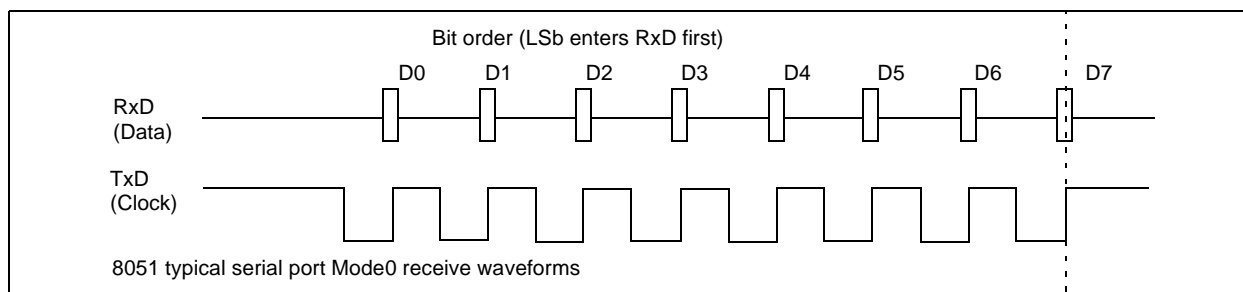 Bit order (LSb enters RxD first)
D0 D1 D2 D3 D4 D5 D6 D7
RxD
(Data)
TxD
(Clock)
8051 typical serial port Mode0 receive waveforms